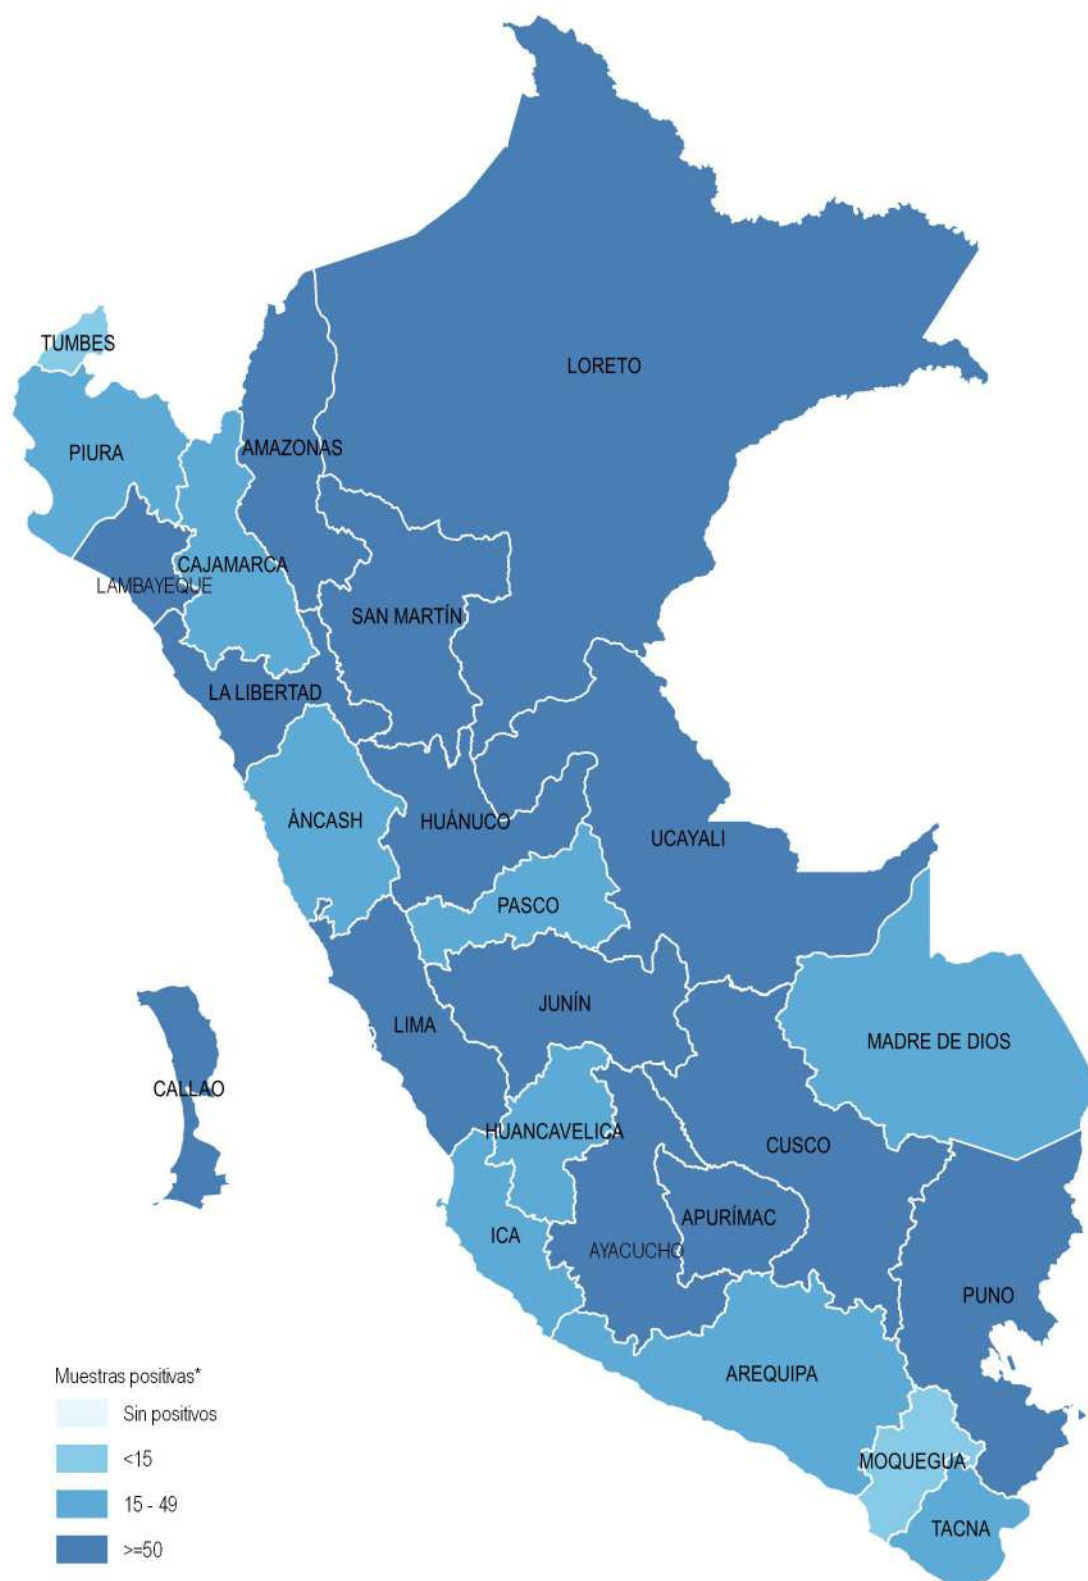 TUMBES
LORETO
PIURA
AMAZONAS
CAJAMARCA
LAMBAYEQUE
SAN MARTÍN
LA LIBERTAD
ÁNCASH
HUÁNUCO
UCAYALI
PASCO
JUNÍN
LIMA
MADRE DE DIOS
CALLAO
HUANCAVELICA
CUSCO
APURÍMAC
ICA
AYACUCHO
PUNO
AREQUIPA
MOQUEGUA
TACNA
Muestras positivas*
Sin positivos
<15
15 - 49
>=50